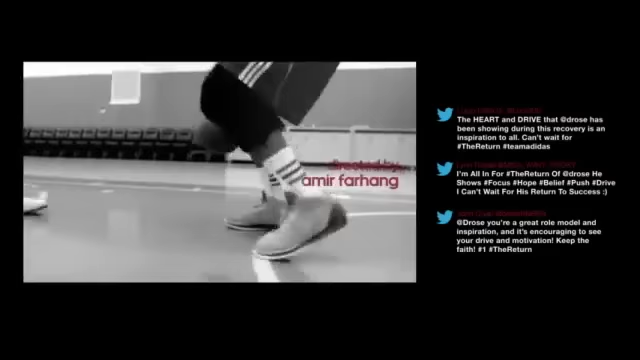 directed by
amir farhang
The HEART and DRIVE that @drose has
been showing during this recovery is an
inspiration to all. Can't wait for
#TheReturn #teamadidas
I'm All In For #TheReturn Of @drose He
Shows #Focus #Hope #Belief #Push #Drive
I Can't Wait For His Return To Success :)
@Drose you're a great role model and
inspiration, and it's encouraging to see
your drive and motivation! Keep the
faith! #1 #TheReturn